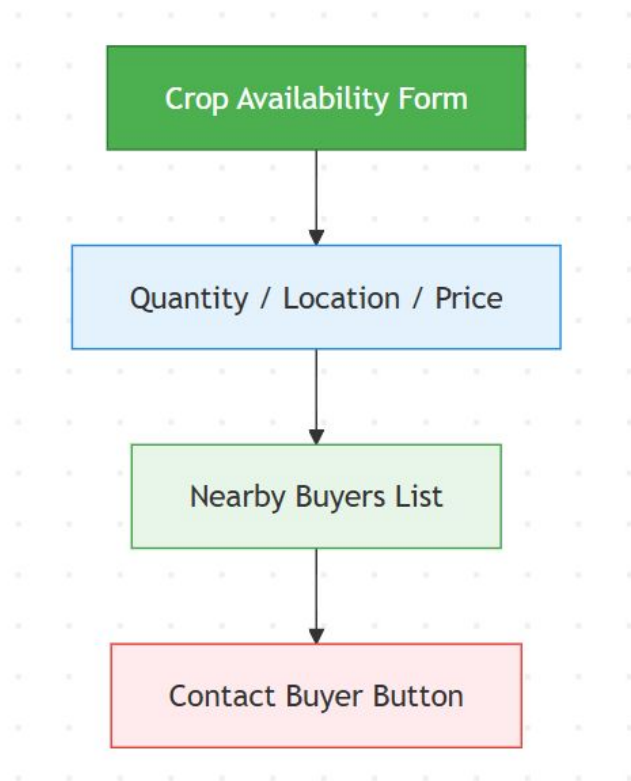 Crop Availability Form
Quantity / Location / Price
Nearby Buyers List
Contact Buyer Button